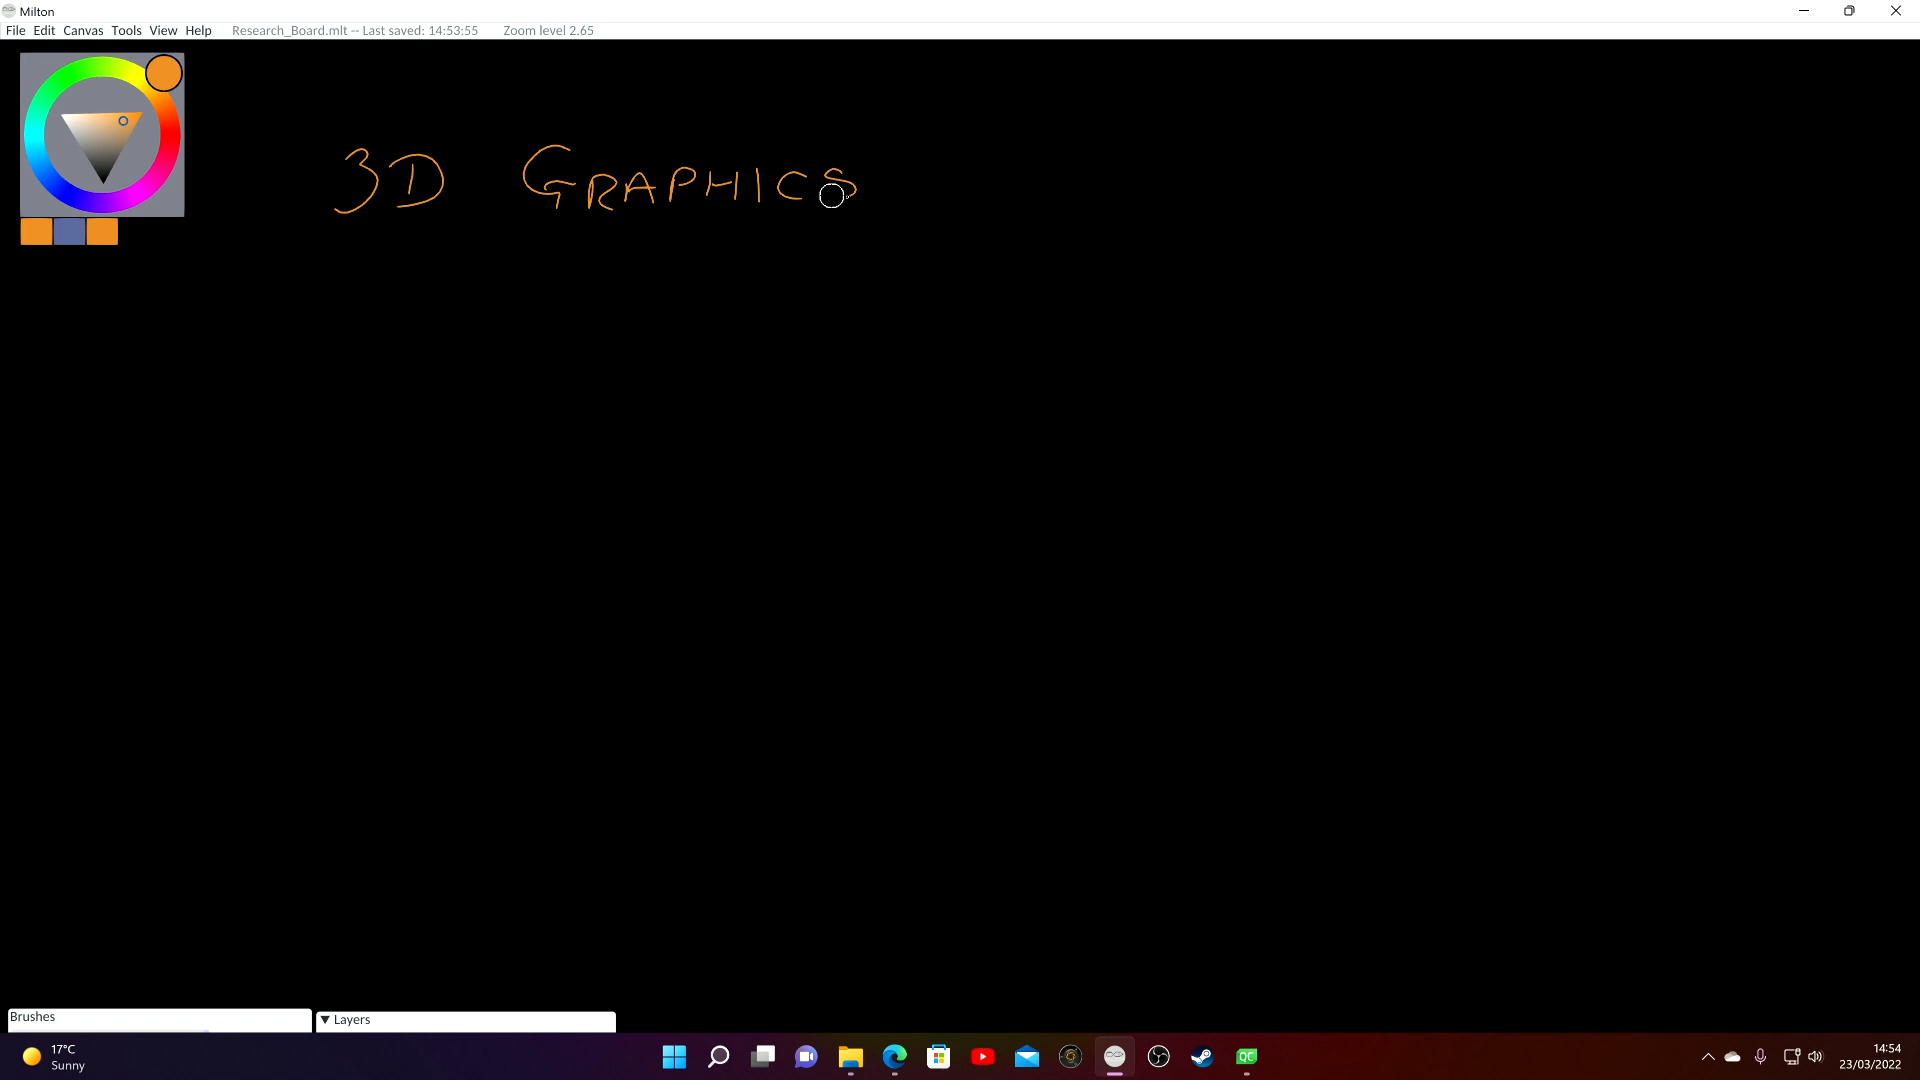 Milton
File Edit Canvas Tools View Help Research_Board.mlt -- Last saved: 14:53:55 Zoom level 2.65
3D GRAPHICS
Brushes
Layers
17°C
Sunny
QC
14:54
23/03/2022